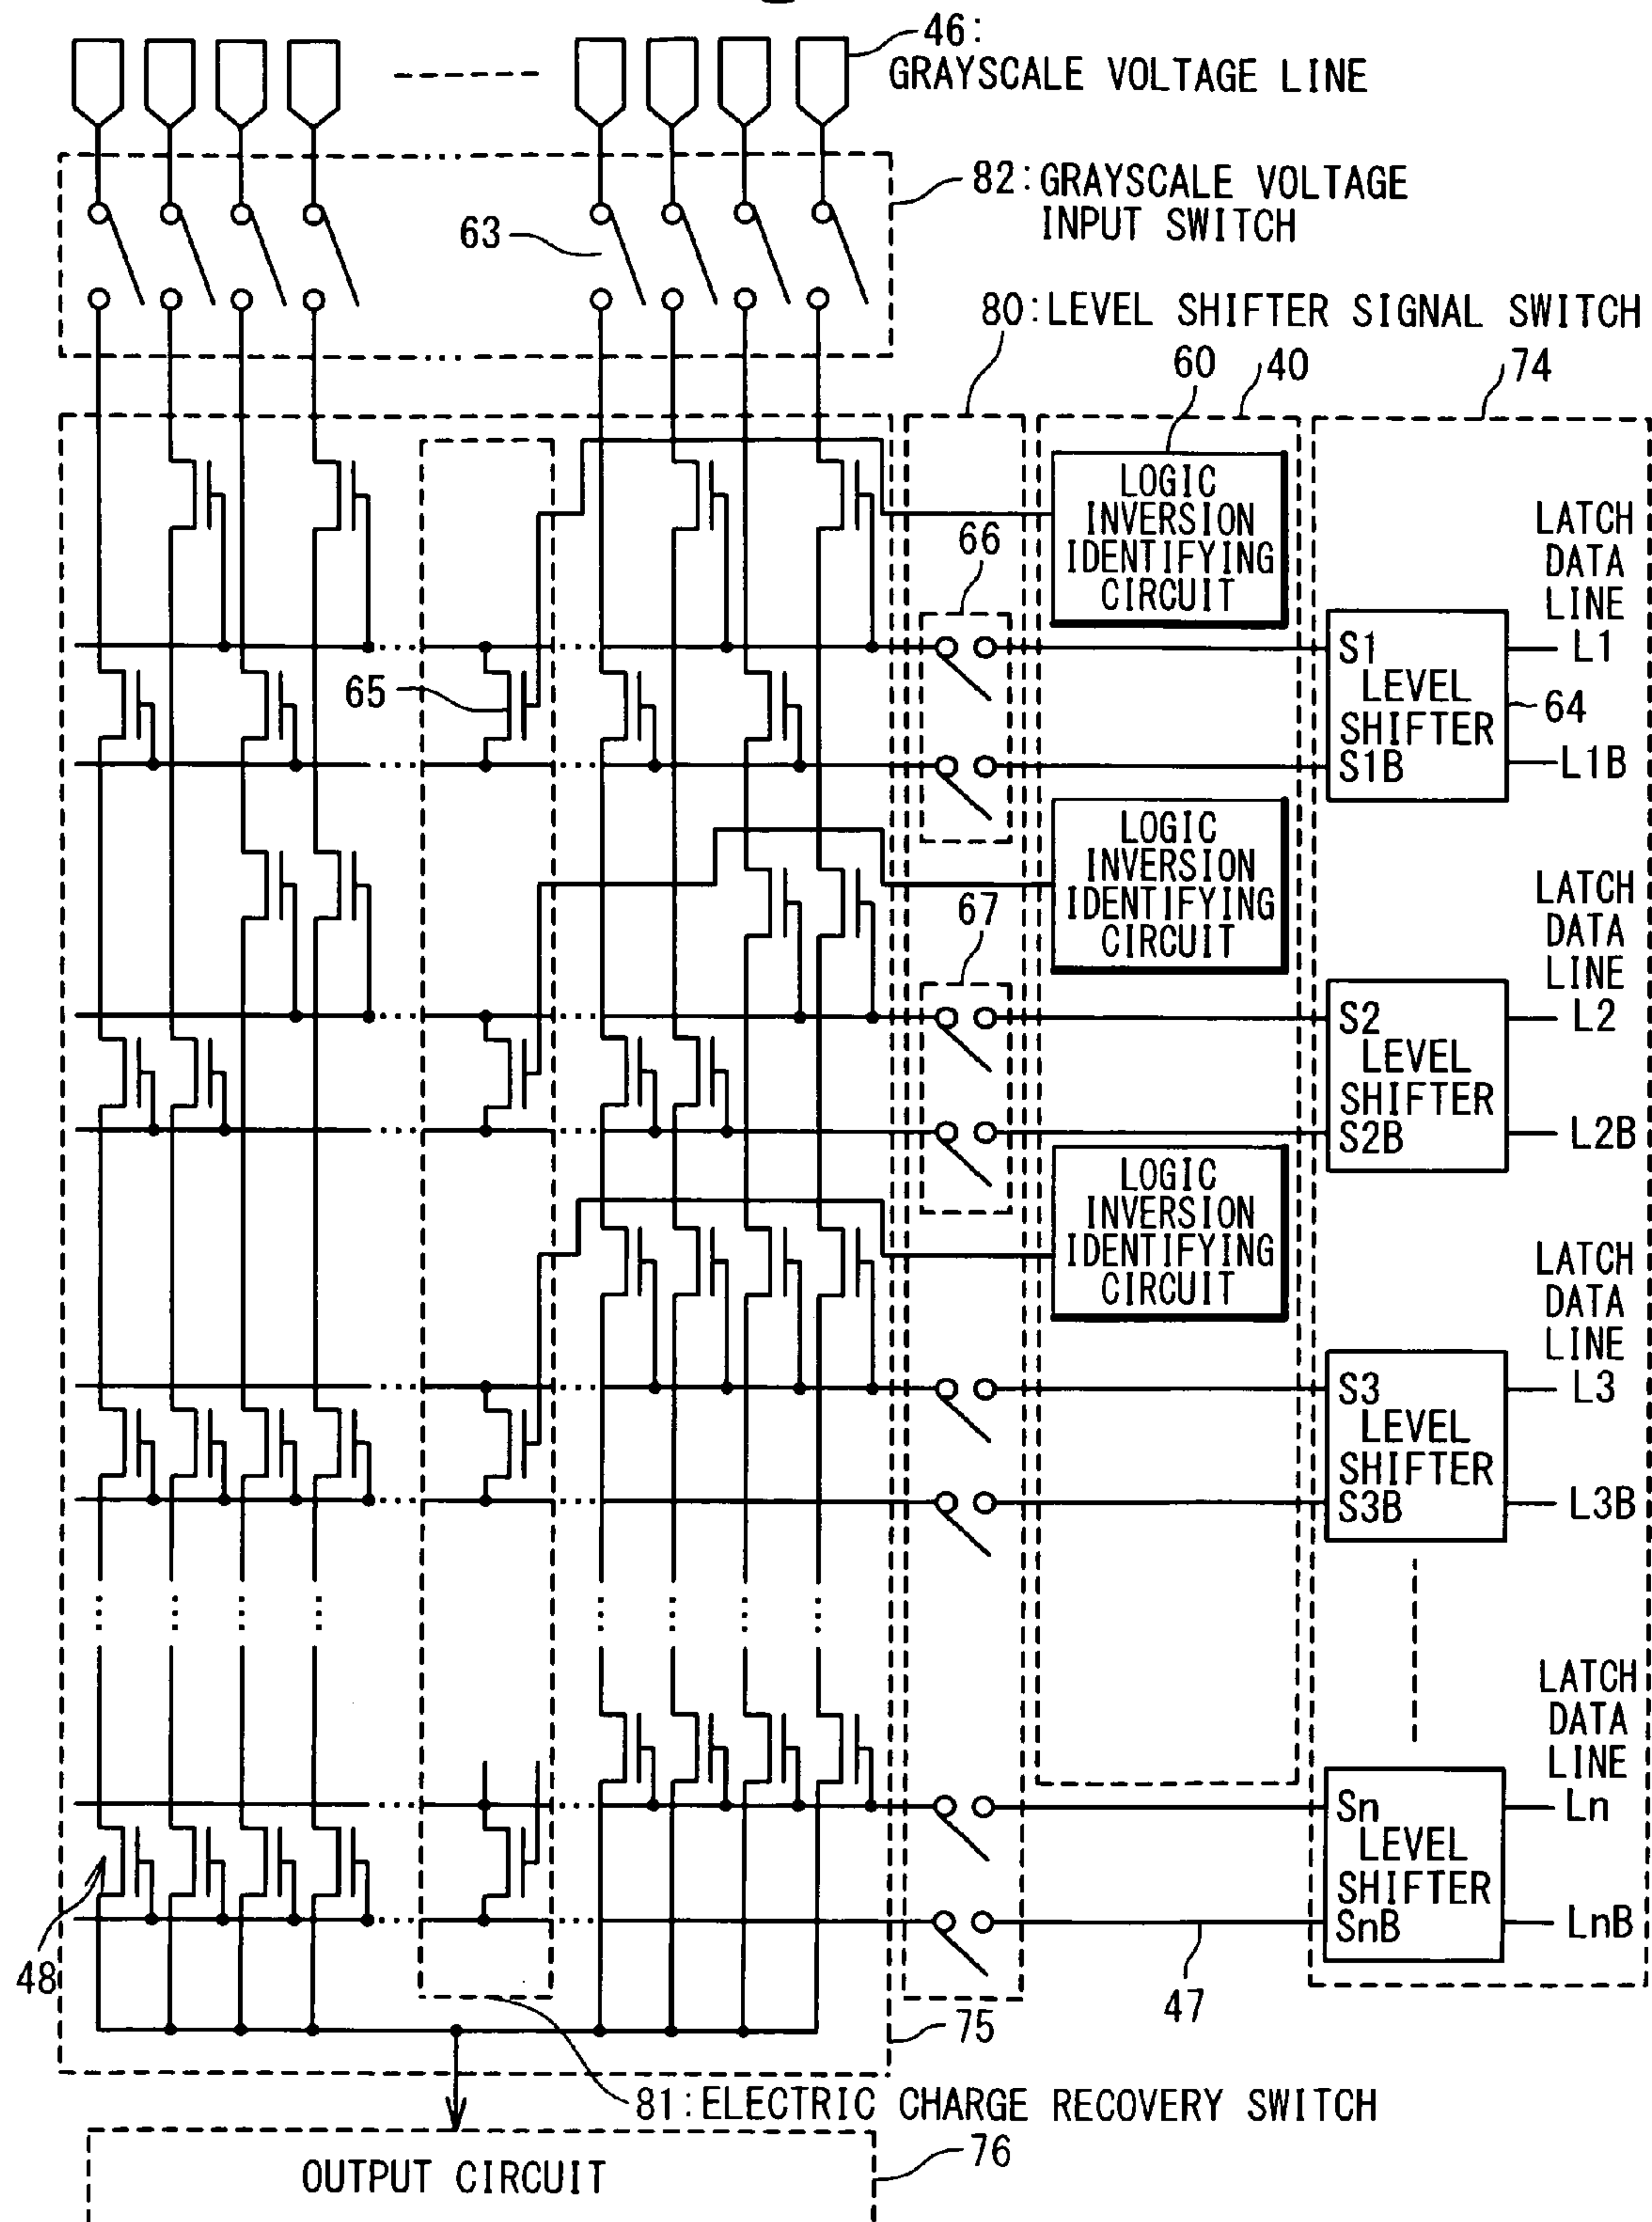 46:
GRAYSCALE VOLTAGE LINE
82:GRAYSCALE VOLTAGE
INPUT SWITCH
63
80:LEVEL SHIFTER SIGNAL SWITCH
60
40
74
LOGIC
INVERSION
IDENTIFYING
CIRCUIT
66
LATCH
DATA
LINE
S1
L1
65
LEVEL
SHIFTER
64
S1B
L1B
LOGIC
INVERSION
IDENTIFYING
CIRCUIT
67
LATCH
DATA
LINE
S2
L2
LEVEL
SHIFTER
S2B
L2B
LOGIC
INVERSION
IDENTIFYING
CIRCUIT
LATCH
DATA
LINE
S3
L3
LEVEL
SHIFTER
S3B
L3B
LATCH
DATA
LINE
Sn
Ln
LEVEL
SHIFTER
SnB
LnB
48
47
75
81:ELECTRIC CHARGE RECOVERY SWITCH
76
OUTPUT CIRCUIT